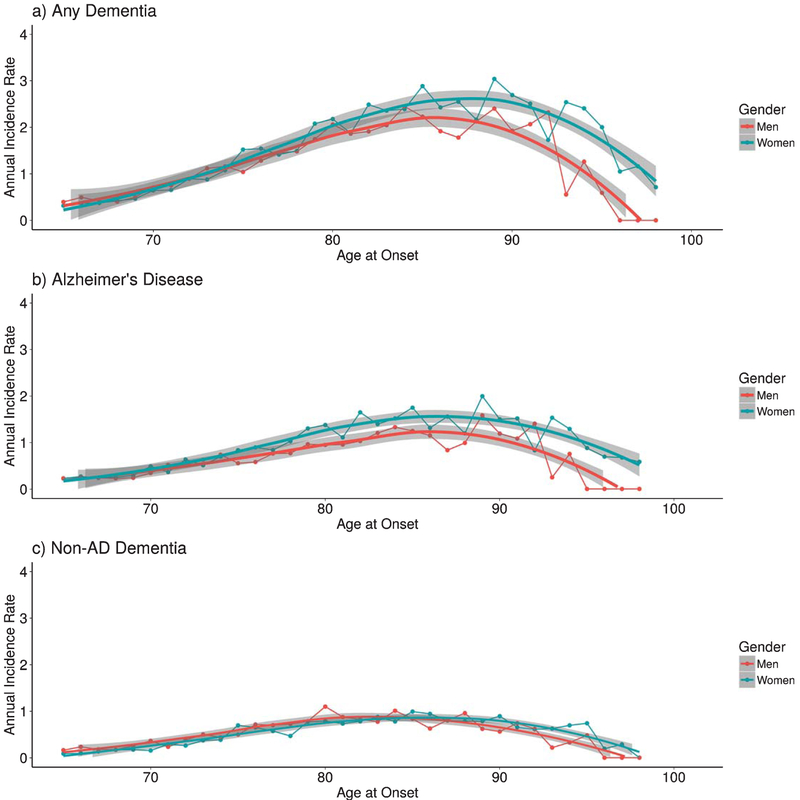 a) Any Dementia
4
3
2
1
0
Annual Incidence Rate
70 80 90 100
Age at Onset
Gender
Men
Women
b) Alzheimer's Disease
4
3
2
1
0
Annual Incidence Rate
70 80 90 100
Age at Onset
Gender
Men
Women
c) Non-AD Dementia
4
3
2
1
0
Annual Incidence Rate
70 80 90 100
Age at Onset
Gender
Men
Women